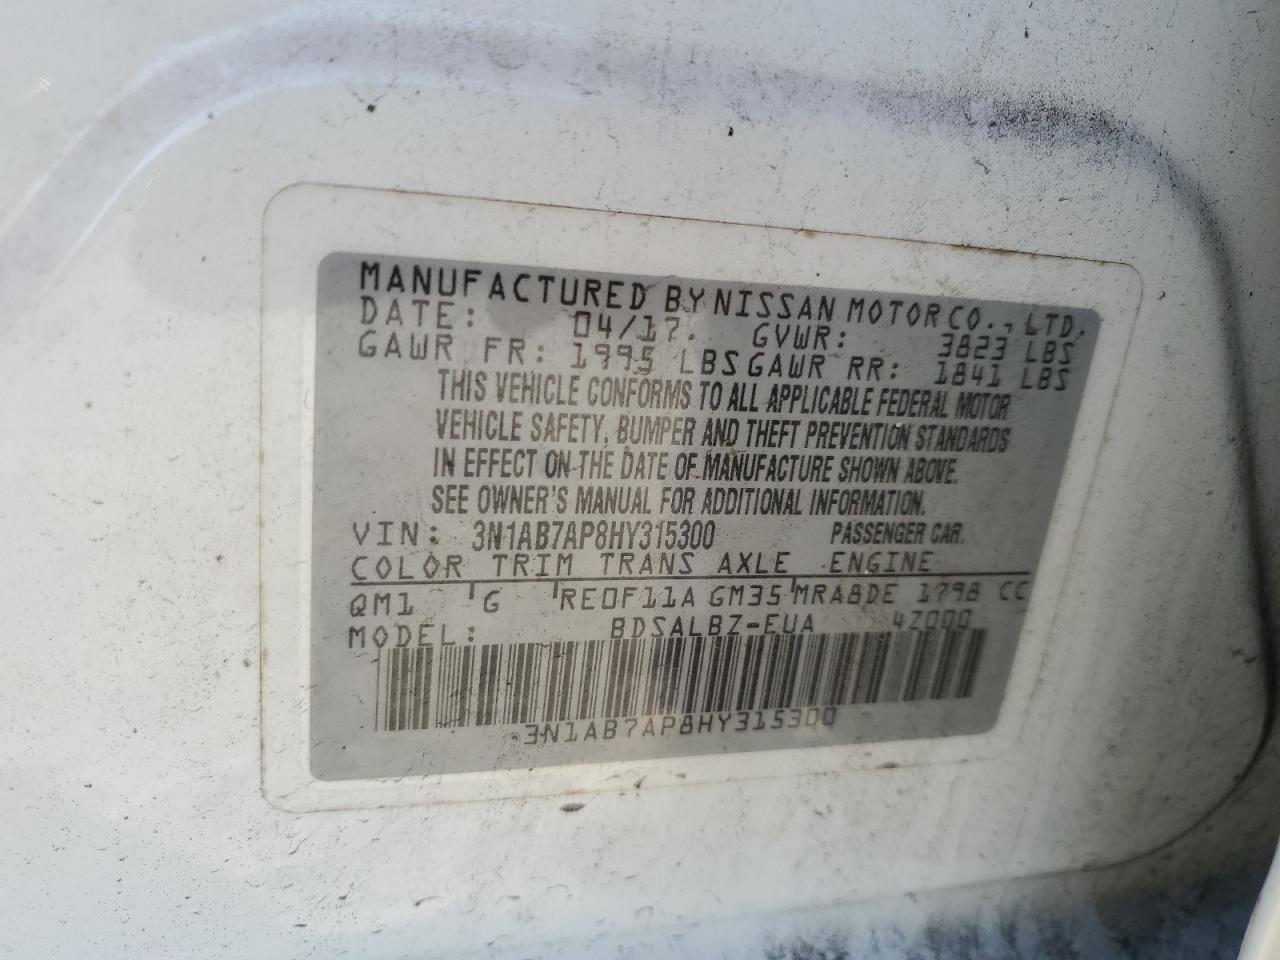 MANUFACTURED BY NISSAN MOTOR CO., LTD.
DATE: 04/17. GVWR: 3823 LBS
GAWR FR: 1995 LBS GAWR RR: 1841 LBS
THIS VEHICLE CONFORMS TO ALL APPLICABLE FEDERAL MOTOR
VEHICLE SAFETY, BUMPER AND THEFT PREVENTION STANDARDS
IN EFFECT ON THE DATE OF MANUFACTURE SHOWN ABOVE.
SEE OWNER'S MANUAL FOR ADDITIONAL INFORMATION.
VIN: 3N1AB7AP8HY315300 PASSENGER CAR.
COLOR TRIM TRANS AXLE ENGINE
QM1 G RE0F11A GM35 MRA8DE 1798 CC
MODEL: BDSALBZ-EUA 4Z000
3N1AB7AP8HY315300